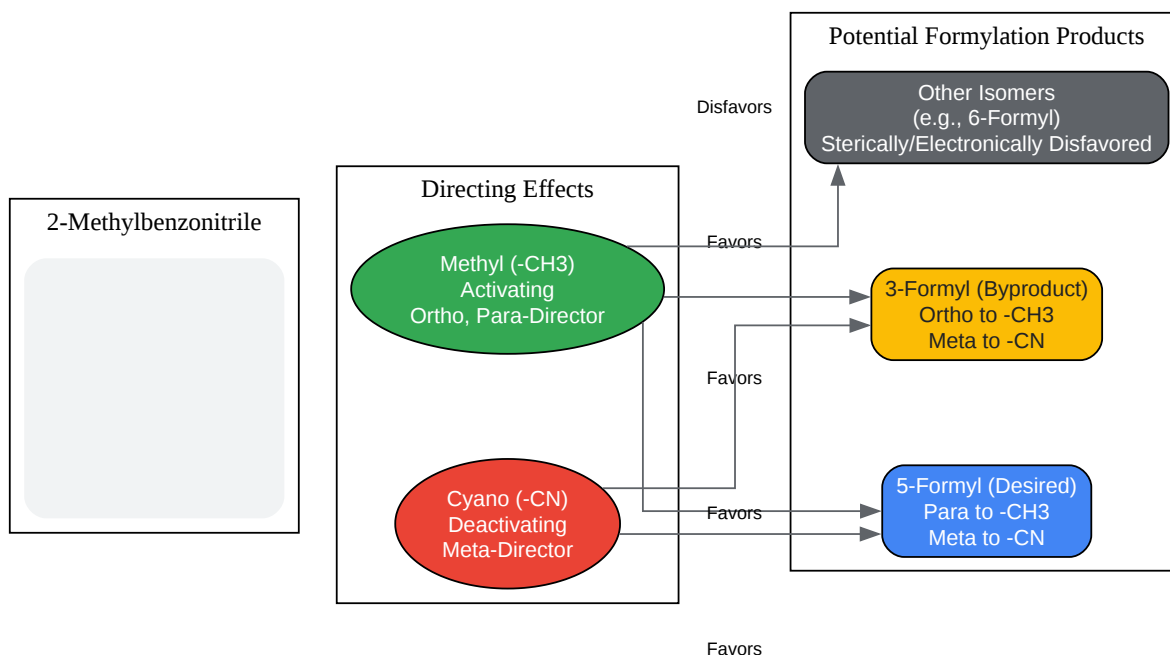 2-Methylbenzonitrile
Directing Effects
Methyl (-CH3)
Activating
Ortho, Para-Director
Cyano (-CN)
Deactivating
Meta-Director
Disfavors
Favors
Favors
Favors
Favors
Potential Formylation Products
Other Isomers
(e.g., 6-Formyl)
Sterically/Electronically Disfavored
3-Formyl (Byproduct)
Ortho to -CH3
Meta to -CN
5-Formyl (Desired)
Para to -CH3
Meta to -CN